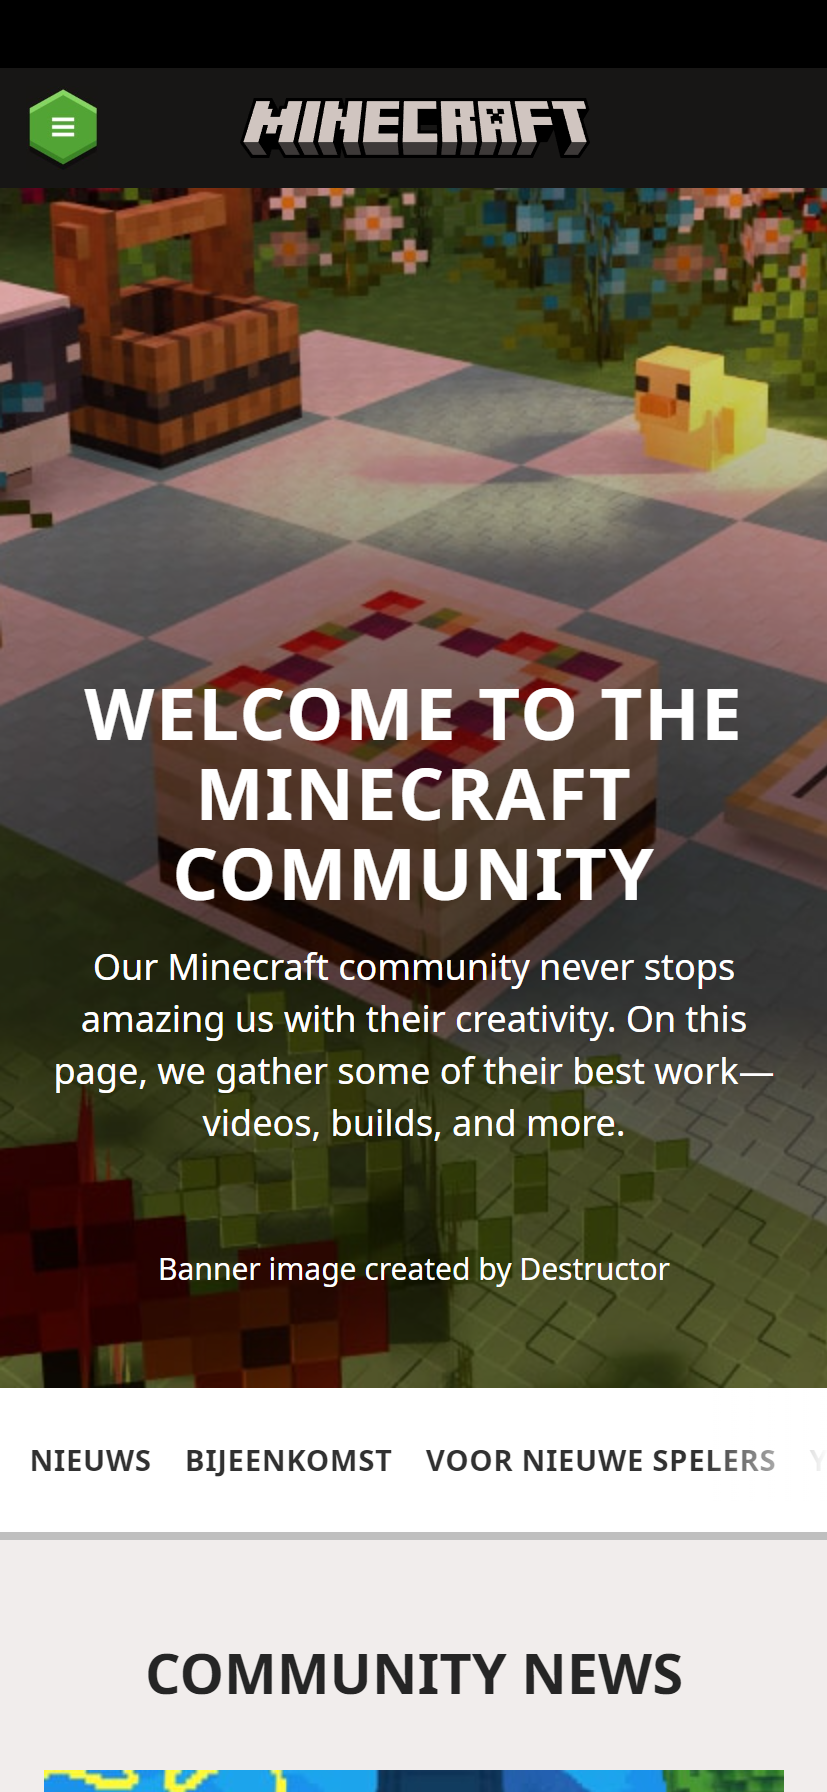 MINECRAFT
WELCOME TO THE
MINECRAFT
COMMUNITY
Our Minecraft community never stops
amazing us with their creativity. On this
page, we gather some of their best work—
videos, builds, and more.
Banner image created by Destructor
NIEUWS BIJEENKOMST VOOR NIEUWE SPELERS
COMMUNITY NEWS